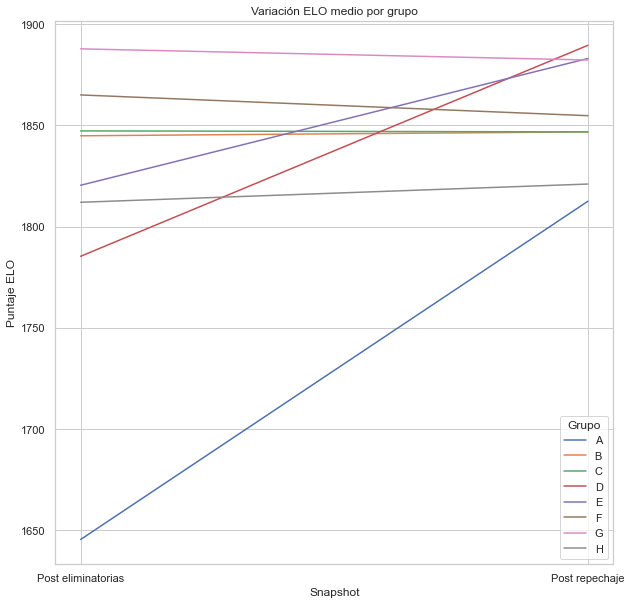 Variación ELO medio por grupo
1900
1850
1800
1750
1700
1650
Puntaje ELO
Post eliminatorias
Post repechaje
Snapshot
Grupo
A
B
C
D
E
F
G
H